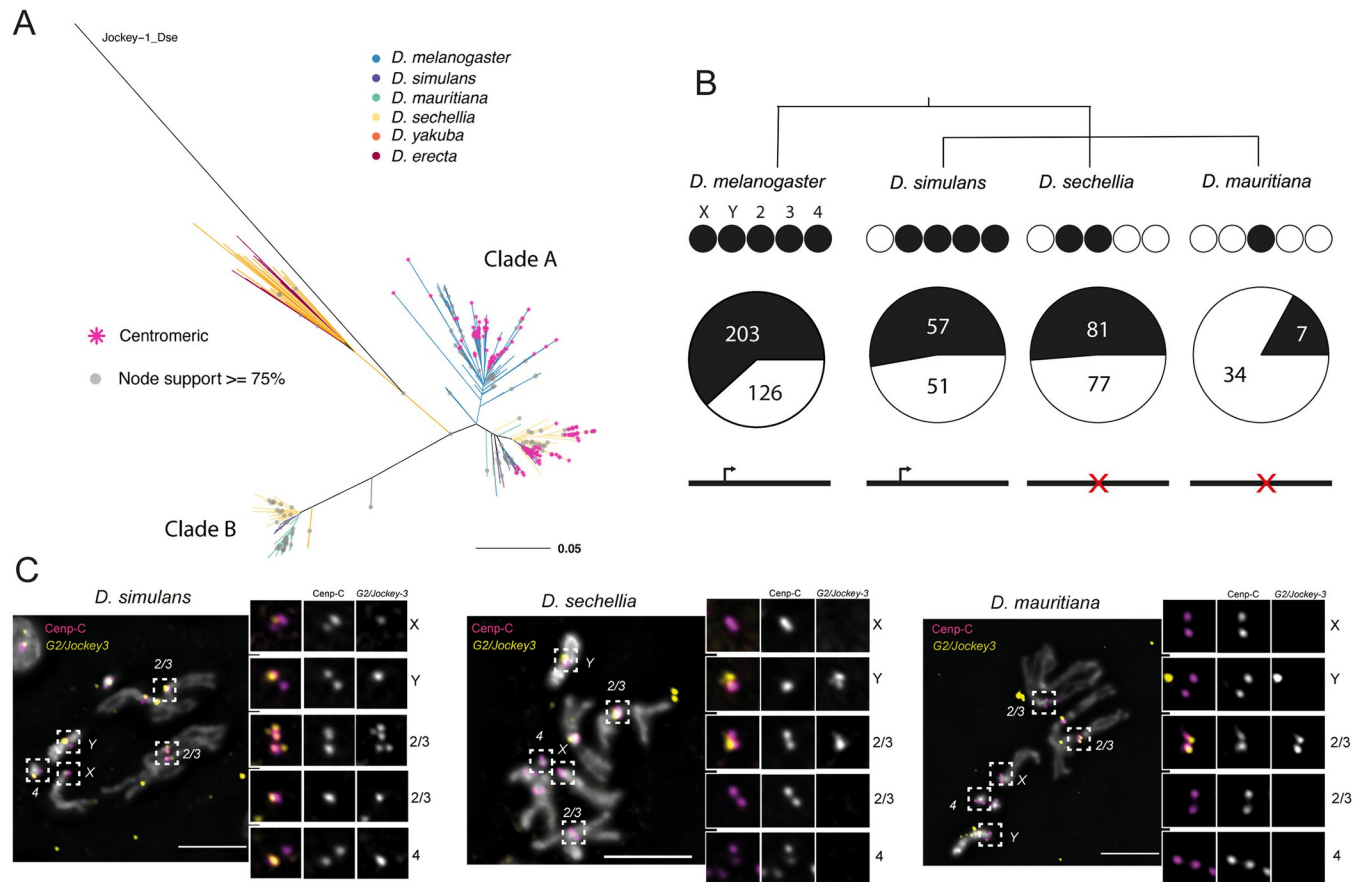 A
Jockey-1_Dse
D. melanogaster
D. simulans
D. mauritiana
D. sechellia
D. yakuba
D. erecta
Clade A
Centromeric
Node support >= 75%
Clade B
0.05
B
D. melanogaster
D. simulans
D. sechellia
D. mauritiana
X Y 2 3 4
203
126
57
51
81
77
7
34
C
D. simulans
Cenp-C
G2/Jockey3
2/3
Y
X
4
2/3
Cenp-C
G2/Jockey-3
X
Y
2/3
2/3
4
D. sechellia
Cenp-C
G2/Jockey3
Y
2/3
4
X
2/3
Cenp-C
G2/Jockey-3
X
Y
2/3
2/3
4
D. mauritiana
Cenp-C
G2/Jockey3
2/3
2/3
X
4
Y
Cenp-C
G2/Jockey-3
X
Y
2/3
2/3
4